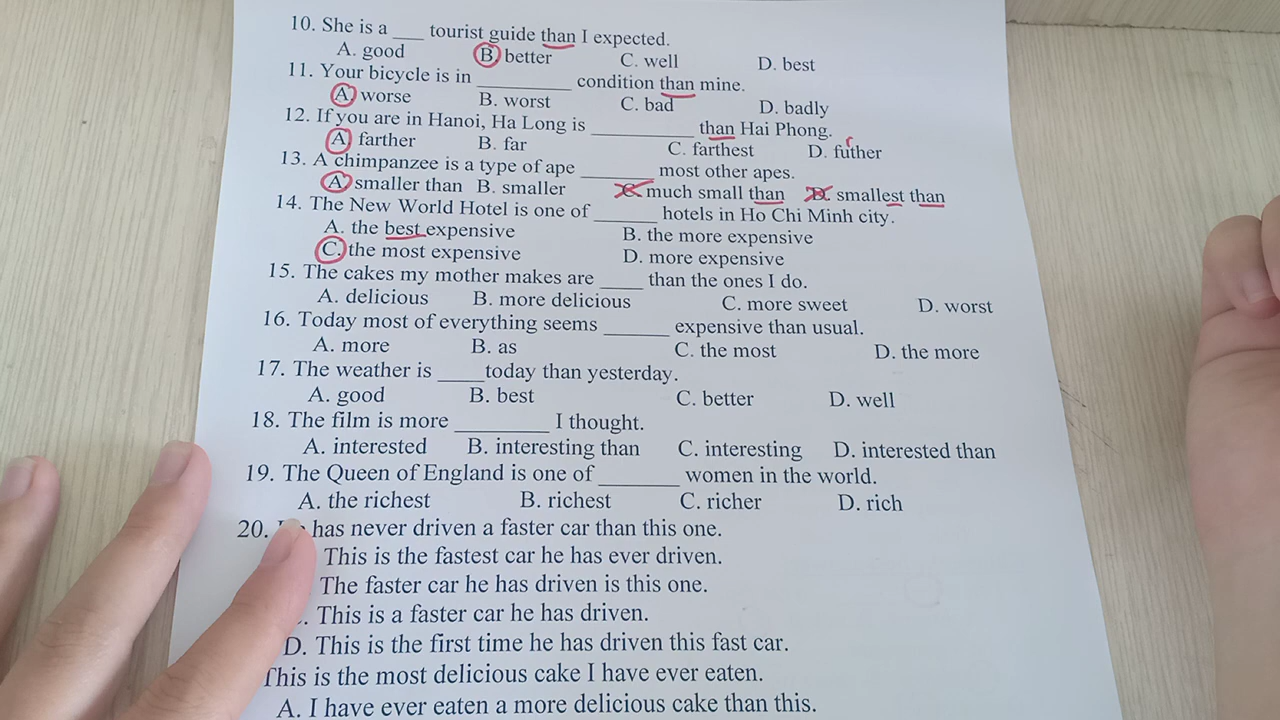 10. She is a ___ tourist guide than I expected.
A. good B. better C. well D. best
11. Your bicycle is in _________ condition than mine.
A. worse B. worst C. bad D. badly
12. If you are in Hanoi, Ha Long is __________ than Hai Phong.
A. farther B. far C. farthest D. futher
r
13. A chimpanzee is a type of ape _______ most other apes.
A. smaller than B. smaller C. much small than D. smallest than
14. The New World Hotel is one of ______ hotels in Ho Chi Minh city.
A. the best expensive B. the more expensive
C. the most expensive D. more expensive
15. The cakes my mother makes are ____ than the ones I do.
A. delicious B. more delicious C. more sweet D. worst
16. Today most of everything seems ______ expensive than usual.
A. more B. as C. the most D. the more
17. The weather is ____ today than yesterday.
A. good B. best C. better D. well
18. The film is more _________ I thought.
A. interested B. interesting than C. interesting D. interested than
19. The Queen of England is one of _______ women in the world.
A. the richest B. richest C. richer D. rich
20. has never driven a faster car than this one.
This is the fastest car he has ever driven.
The faster car he has driven is this one.
. This is a faster car he has driven.
D. This is the first time he has driven this fast car.
This is the most delicious cake I have ever eaten.
A. I have ever eaten a more delicious cake than this.